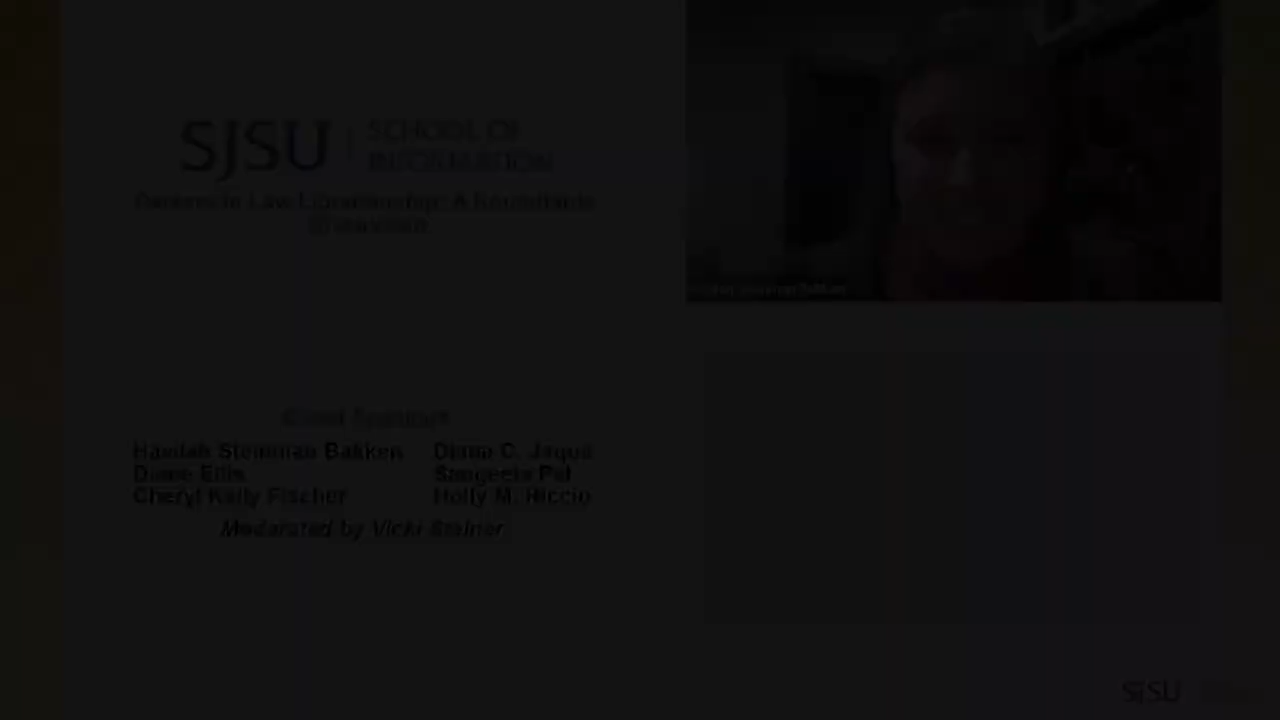 SJSU
SCHOOL OF
INFORMATION
Careers in Law Librarianship: A Roundtable
Discussion
Guest Speakers
Hannah Steinman Bakken
Diane Ellis
Cheryl Kelly Fischer
Diana C. Jaque
Sangeeta Pal
Holly M. Riccio
Moderated by Vicki Steiner
SJSU